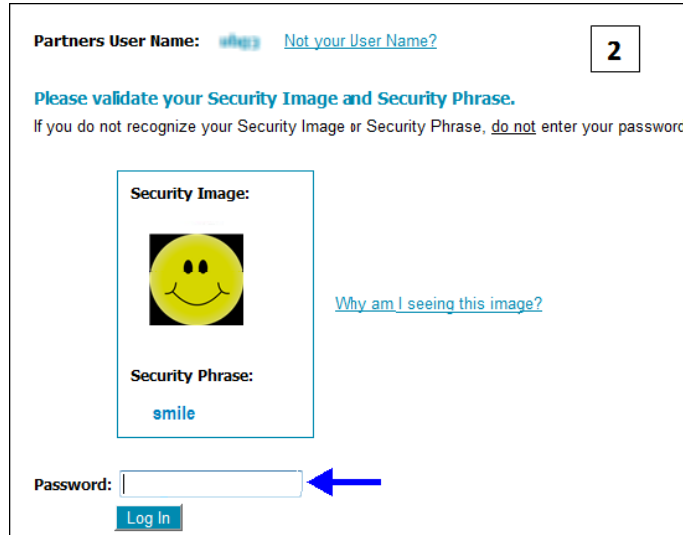 Partners User Name: Not your User Name?
2
Please validate your Security Image and Security Phrase.
If you do not recognize your Security Image or Security Phrase, do not enter your password
Security Image:
Why am I seeing this image?
Security Phrase:
smile
Password:
Log In